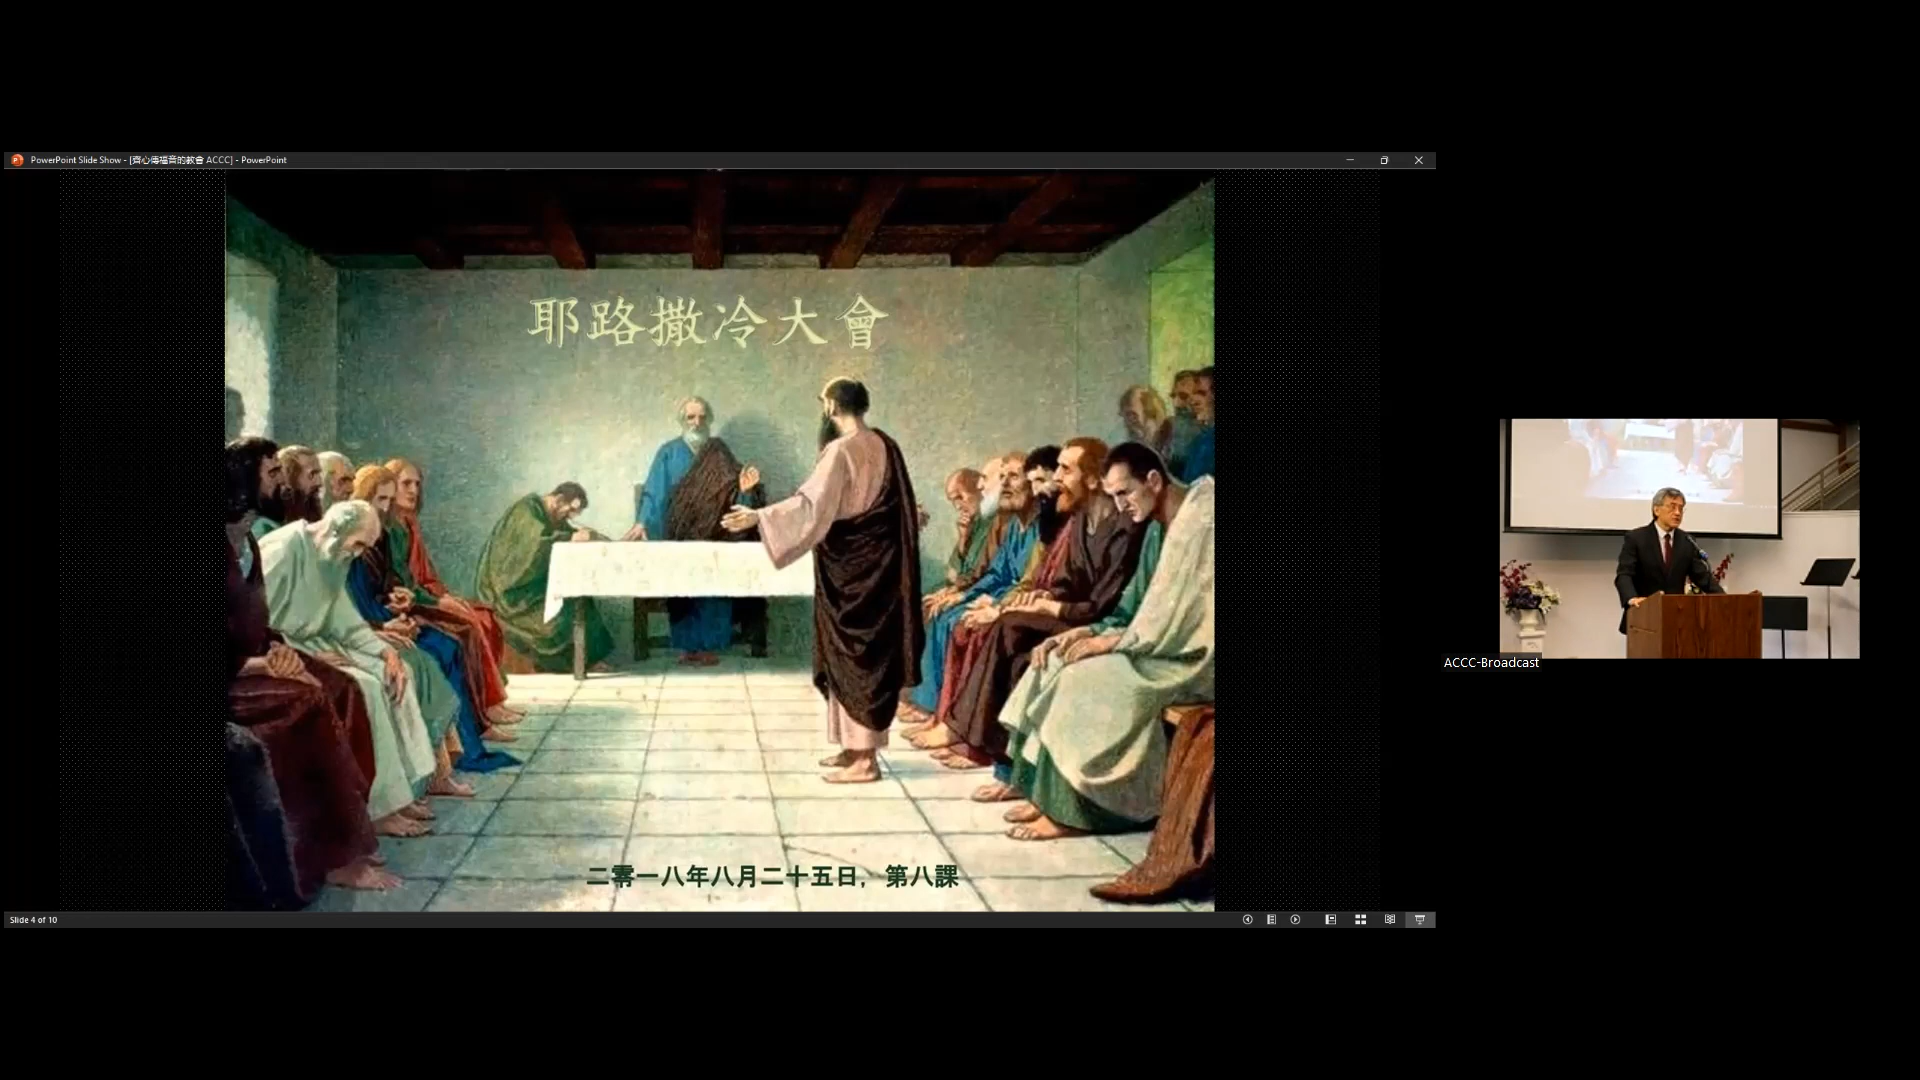 PowerPoint Slide Show - [齊心傳福音的教會 ACCC] - PowerPoint
耶路撒冷大會
二零一八年八月二十五日，第八課
Slide 4 of 10
ACCC-Broadcast